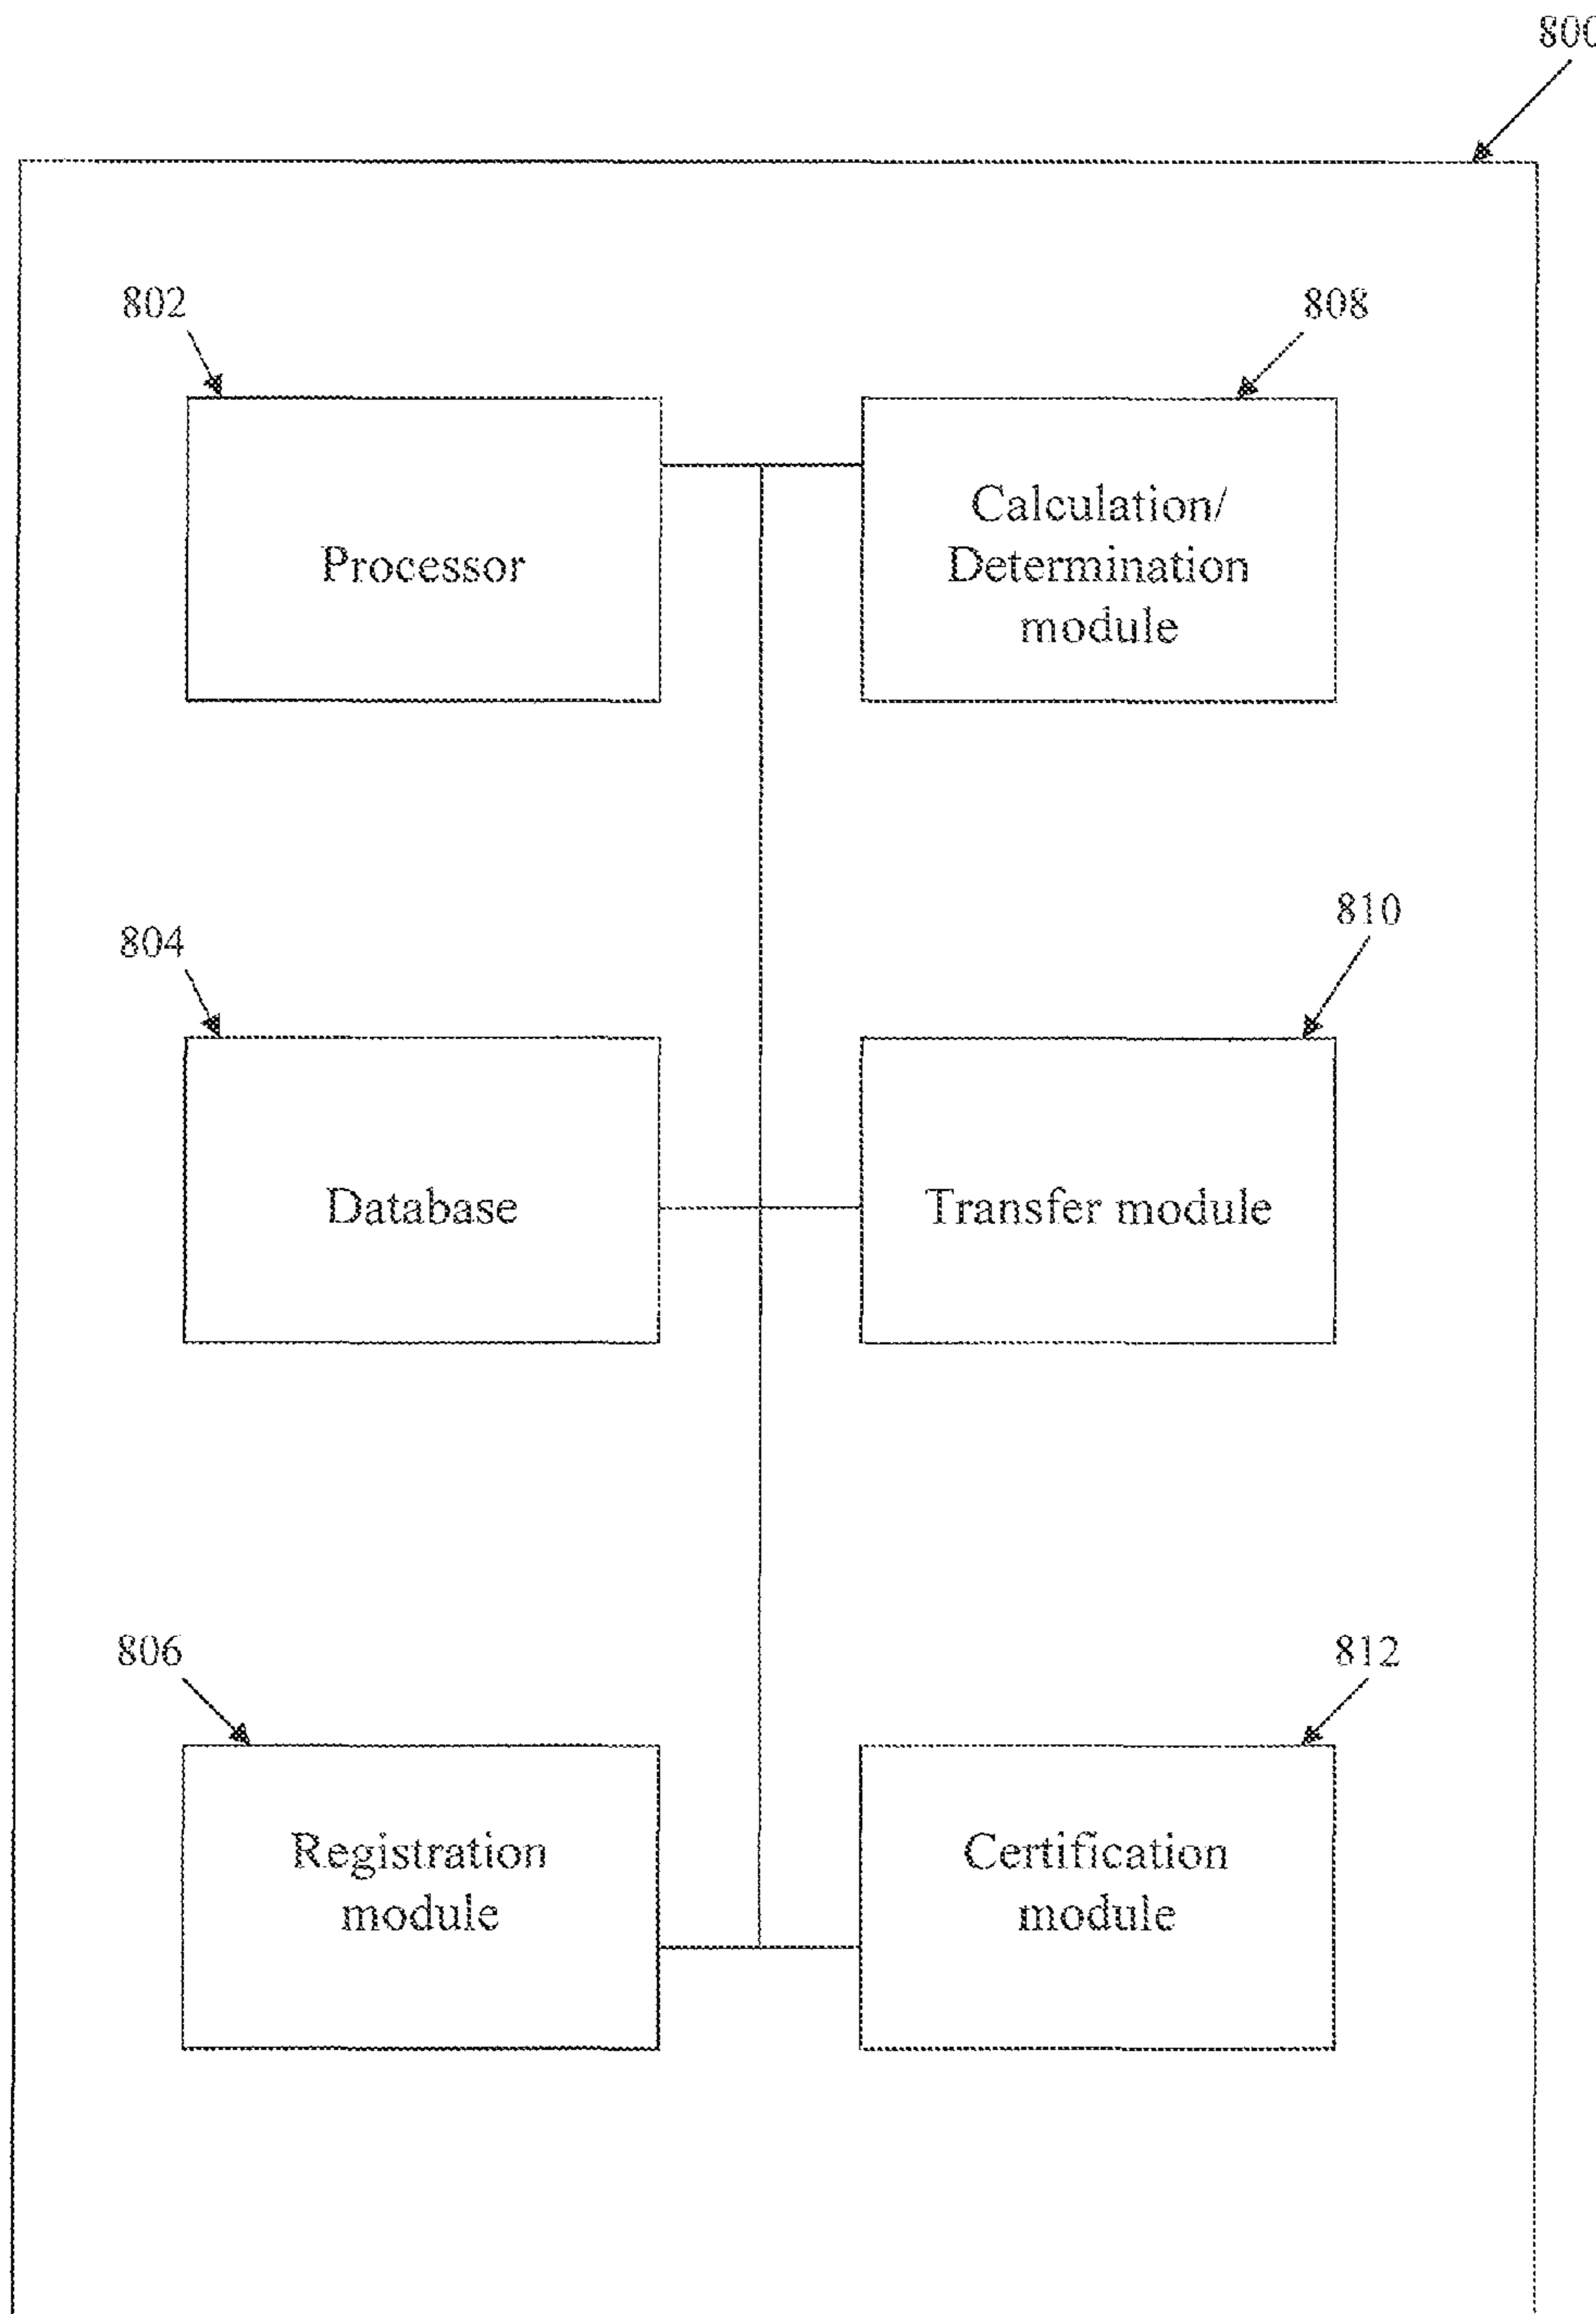 800
802
808
Processor
Calculation/
Determination
module
804
810
Database
Transfer module
806
812
Registration
module
Certification
module